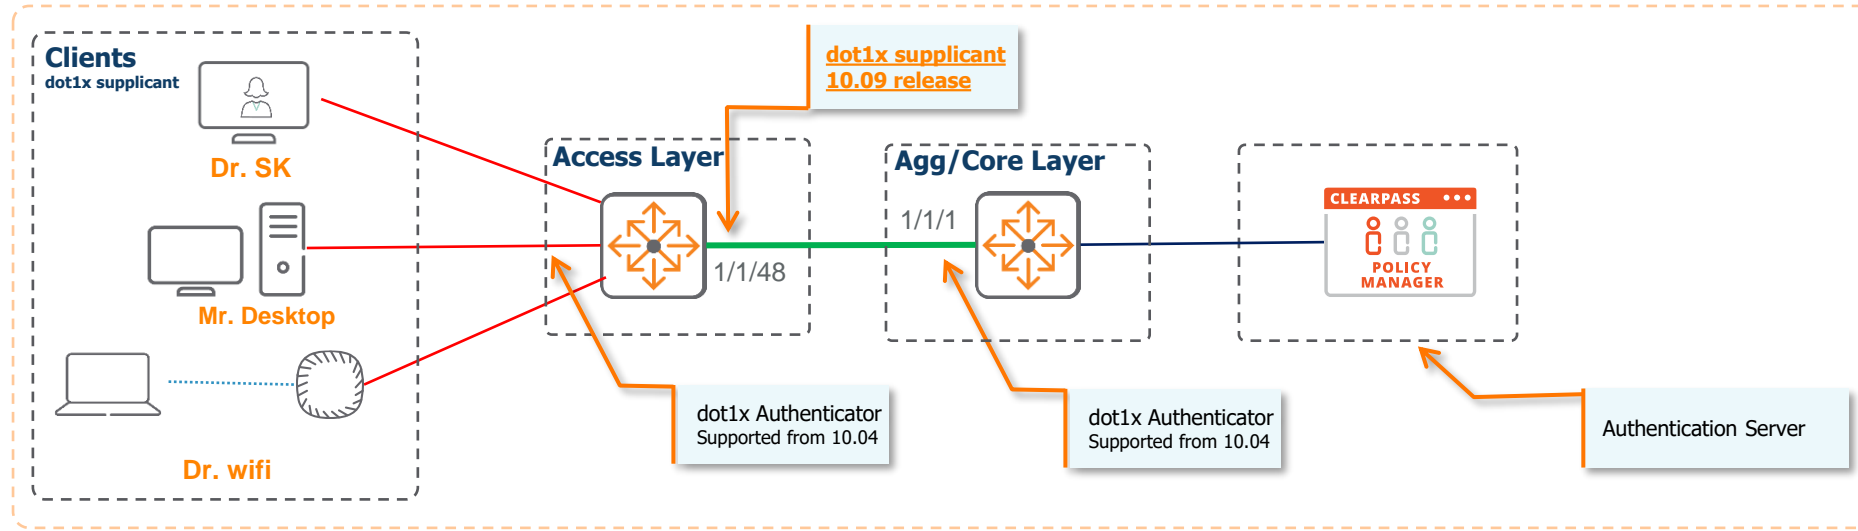 Clients
dot1x supplicant
Dr. SK
Mr. Desktop
Dr. wifi
dot1x supplicant
10.09 release
Access Layer
1/1/48
Agg/Core Layer
1/1/1
CLEARPASS
POLICY
MANAGER
dot1x Authenticator
Supported from 10.04
dot1x Authenticator
Supported from 10.04
Authentication Server